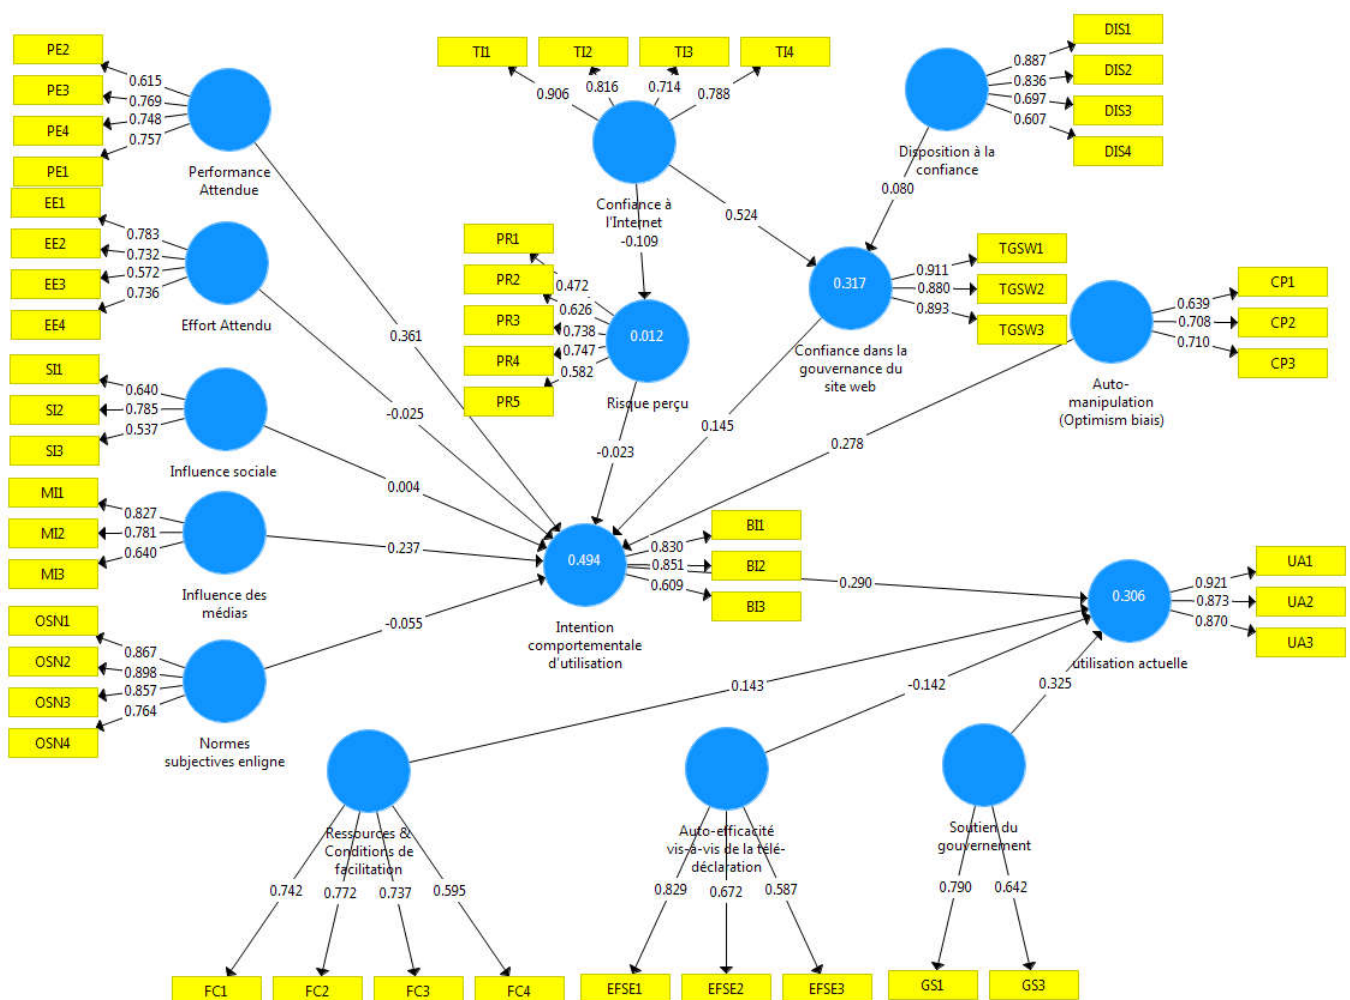 PE2
PE3
PE4
PE1
0.615
0.769
0.748
0.757
Performance
Attendue
EE1
EE2
EE3
EE4
0.783
0.732
0.572
0.736
Effort Attendu
SI1
SI2
SI3
0.640
0.785
0.537
Influence sociale
MI1
MI2
MI3
0.827
0.781
0.640
Influence des
médias
OSN1
OSN2
OSN3
OSN4
0.867
0.898
0.857
0.764
Normes
subjectives enligne
TI1
TI2
TI3
TI4
0.906
0.816
0.714
0.788
Confiance à
l'Internet
-0.109
0.524
DIS1
DIS2
DIS3
DIS4
0.887
0.836
0.697
0.607
Disposition à la
confiance
0.080
PR1
PR2
PR3
PR4
PR5
0.472
0.626
0.738
0.747
0.582
0.012
Risque perçu
0.317
TGSW1
TGSW2
TGSW3
0.911
0.880
0.893
Confiance dans la
gouvernance du
site web
CP1
CP2
CP3
0.639
0.708
0.710
Auto-
manipulation
(Optimism biais)
0.361
-0.025
0.004
0.237
-0.055
-0.023
0.145
0.278
0.494
BI1
BI2
BI3
0.830
0.851
0.609
Intention
comportementale
d'utilisation
0.290
0.306
UA1
UA2
UA3
0.921
0.873
0.870
utilisation actuelle
0.143
-0.142
0.325
Ressources &
Conditions de
facilitation
0.742
0.772
0.737
0.595
FC1
FC2
FC3
FC4
Auto-efficacité
vis-à-vis de la télé-
déclaration
0.829
0.672
0.587
EFSE1
EFSE2
EFSE3
Soutien du
gouvernement
0.790
0.642
GS1
GS3